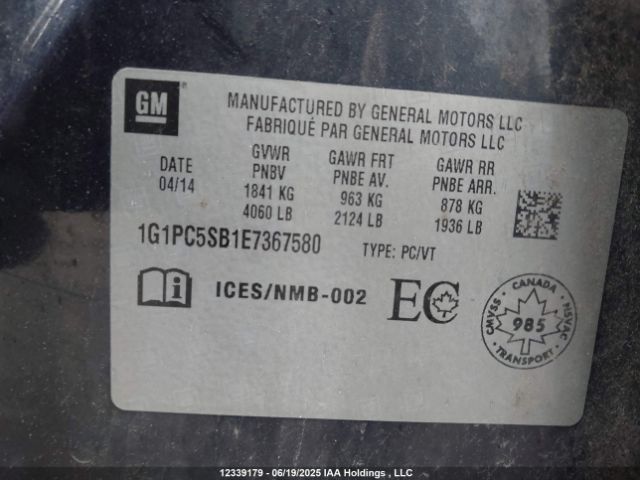 GM
MANUFACTURED BY GENERAL MOTORS LLC
FABRIQUÉ PAR GENERAL MOTORS LLC
DATE
04/14
GVWR
PNBV
1841 KG
4060 LB
GAWR FRT
PNBE AV.
963 KG
2124 LB
GAWR RR
PNBE ARR.
878 KG
1936 LB
1G1PC5SB1E7367580
TYPE: PC/VT
i
ICES/NMB-002
EC
CANADA
CMVSS
NSVAC
985
TRANSPORT
12339179 - 06/19/2025 IAA Holdings , LLC